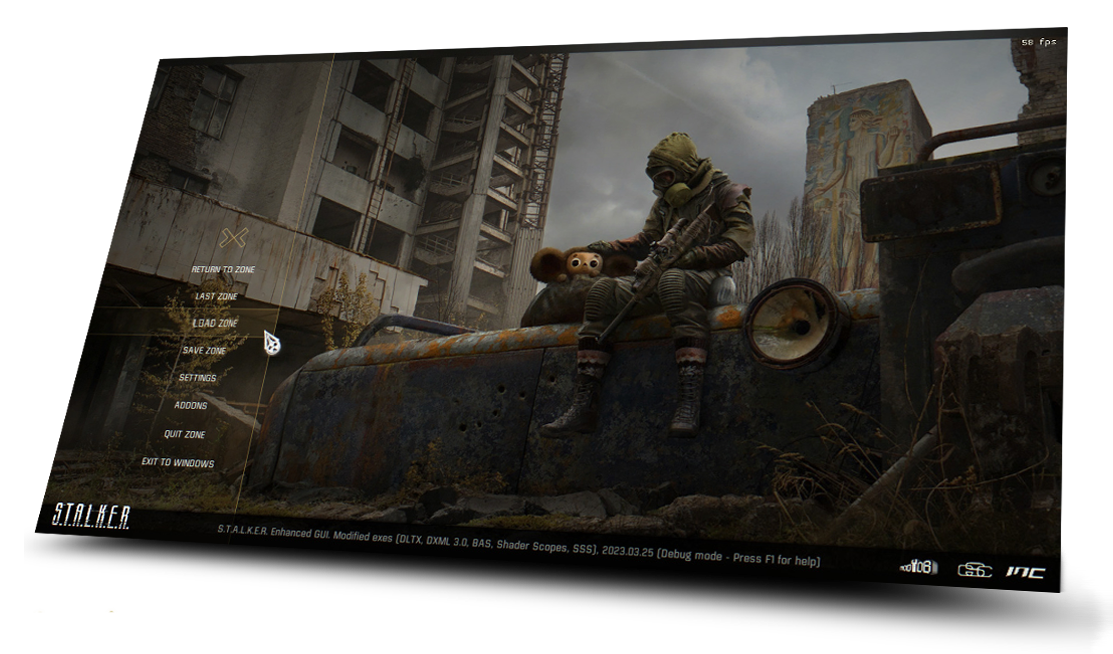 58 fps
RETURN TO ZONE
LAST ZONE
LOAD ZONE
SAVE ZONE
SETTINGS
ADDONS
QUIT ZONE
EXIT TO WINDOWS
S.T.A.L.K.E.R.
S.T.A.L.K.E.R. Enhanced GUI. Modified exes (DLTX, DXML 3.0, BAS, Shader Scopes, SSS), 2023.03.25 (Debug mode - Press F1 for help)